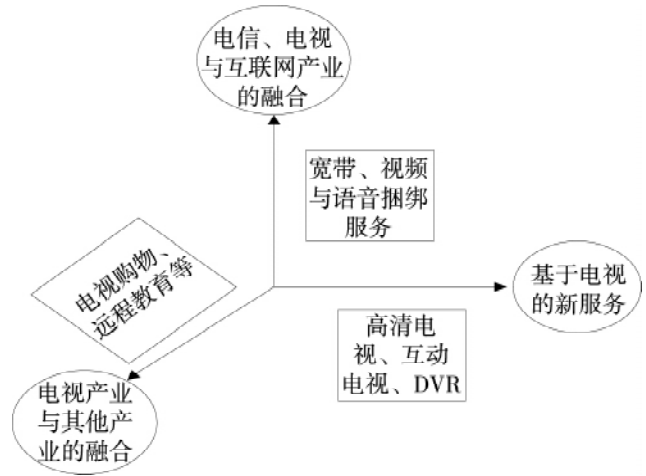 电信、电视
与互联网产业
的融合
宽带、视频
与语音捆绑
服务
电视购物、
远程教育等
基于电视
的新服务
高清电
视、互动
电视、DVR
电视产业
与其他产
业的融合